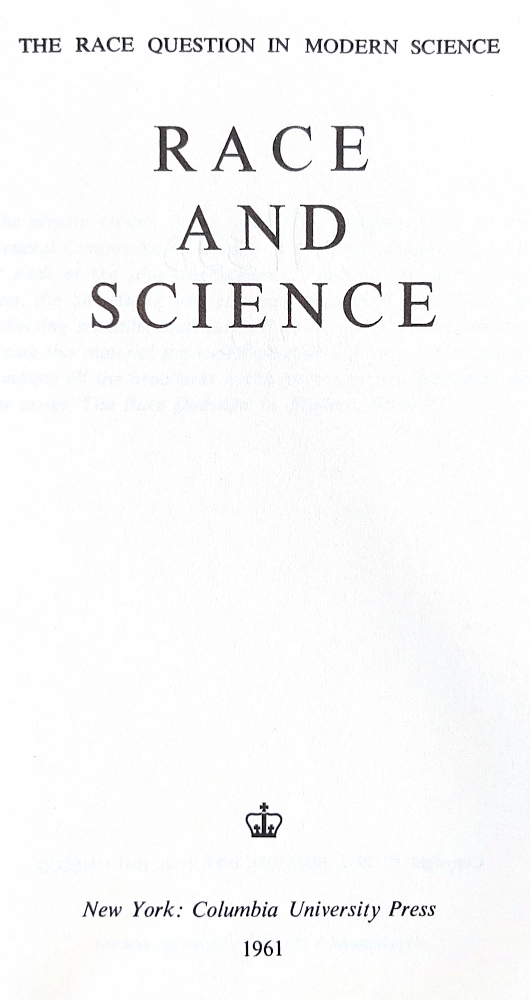 THE RACE QUESTION IN MODERN SCIENCE
RACE
AND
SCIENCE
New York: Columbia University Press
1961